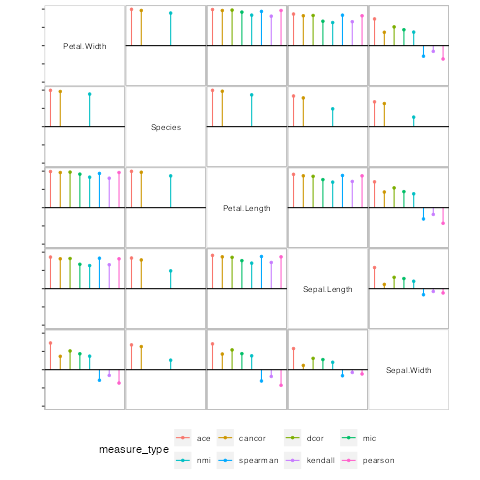 Petal.Width
Species
Petal.Length
Sepal.Length
Sepal.Width
measure_type
ace cancor dcor mic
nmi spearman kendall pearson